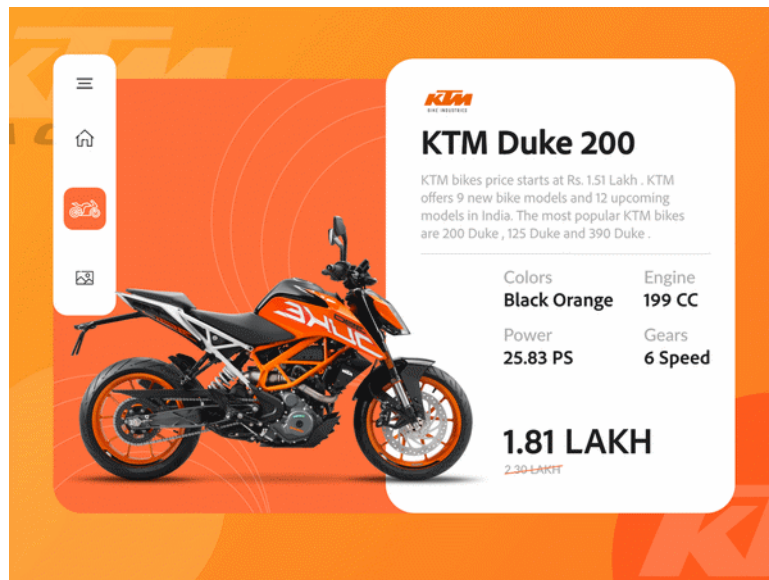 KTM
KTM
BIKE INDUSTRIES
KTM Duke 200
KTM bikes price starts at Rs. 1.51 Lakh . KTM
offers 9 new bike models and 12 upcoming
models in India. The most popular KTM bikes
are 200 Duke , 125 Duke and 390 Duke .
Colors
Black Orange
Engine
199 CC
Power
25.83 PS
Gears
6 Speed
DUKE
1.81 LAKH
2.30 LAKH